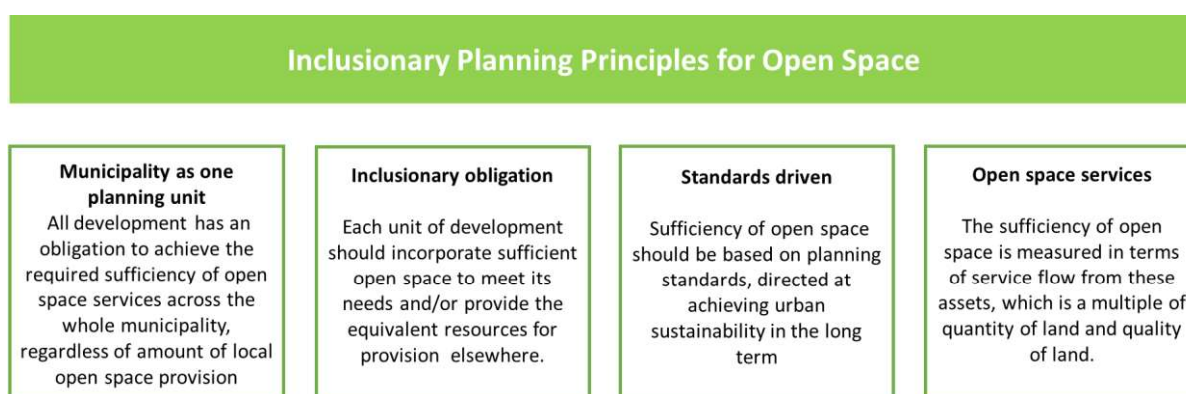 Inclusionary Planning Principles for Open Space
Municipality as one
planning unit
All development has an
obligation to achieve the
required sufficiency of open
space services across the
whole municipality,
regardless of amount of local
open space provision
Inclusionary obligation
Each unit of development
should incorporate sufficient
open space to meet its
needs and/or provide the
equivalent resources for
provision elsewhere.
Standards driven
Sufficiency of open space
should be based on planning
standards, directed at
achieving urban
sustainability in the long
term
Open space services
The sufficiency of open
space is measured in terms
of service flow from these
assets, which is a multiple of
quantity of land and quality
of land.